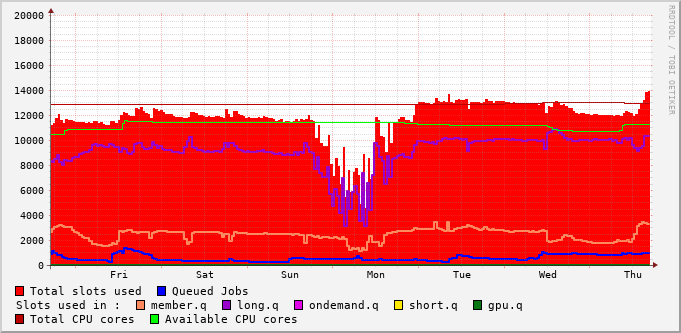 20000
18000
16000
14000
12000
10000
8000
6000
4000
2000
0
Fri Sat Sun Mon Tue Wed Thu
Total slots used Queued Jobs
Slots used in : member.q long.q ondemand.q short.q gpu.q
Total CPU cores Available CPU cores
RRDTOOL / TOBI OETIKER